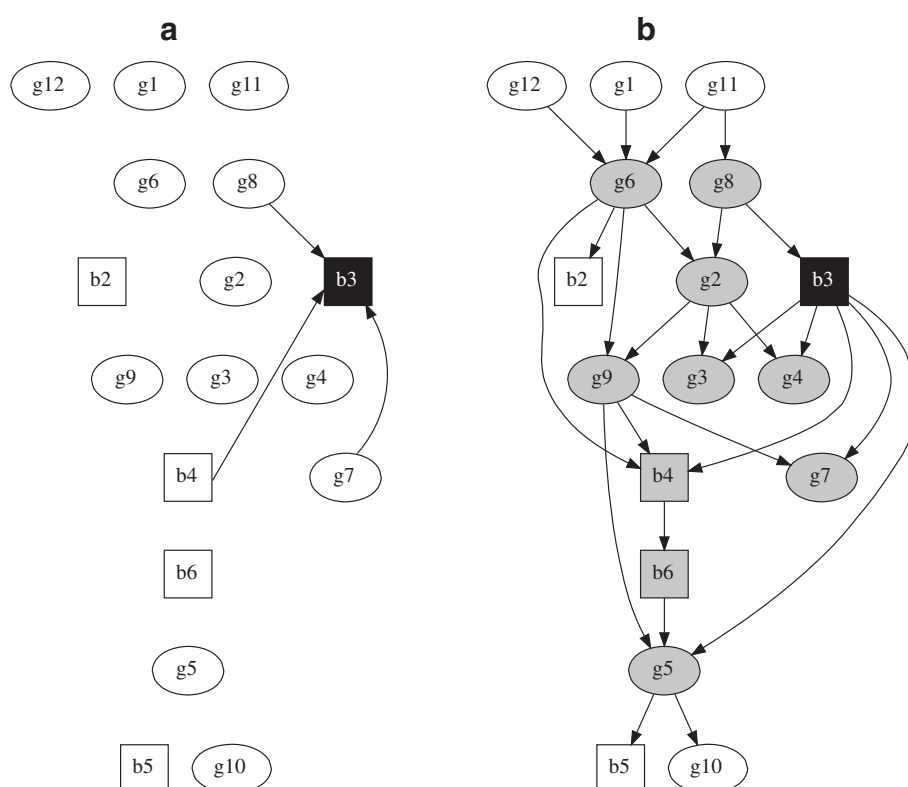 a b
g12 g1 g11 g12 g1 g11
g6 g8 g6 g8
b2 g2 b3 b2 g2 b3
g9 g3 g4 g9 g3 g4
b4 g7 b4 g7
b6 b6
g5 g5
b5 g10 b5 g10